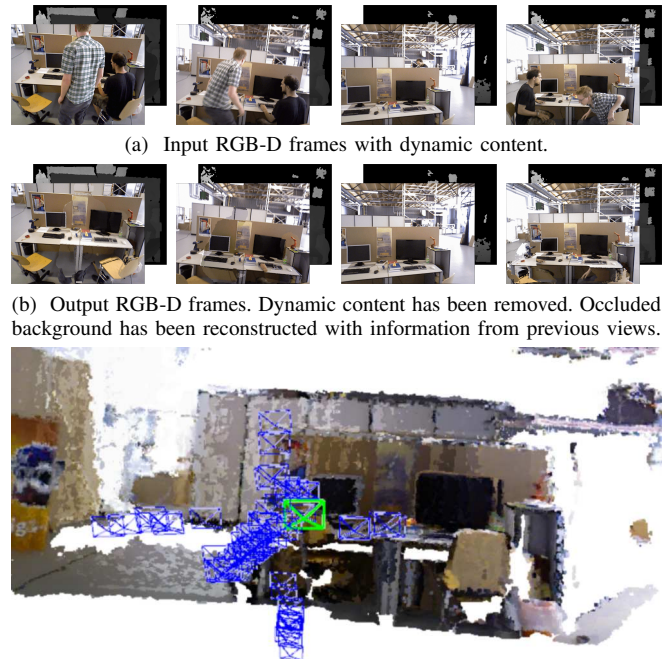 (a) Input RGB-D frames with dynamic content.
(b) Output RGB-D frames. Dynamic content has been removed. Occluded
background has been reconstructed with information from previous views.